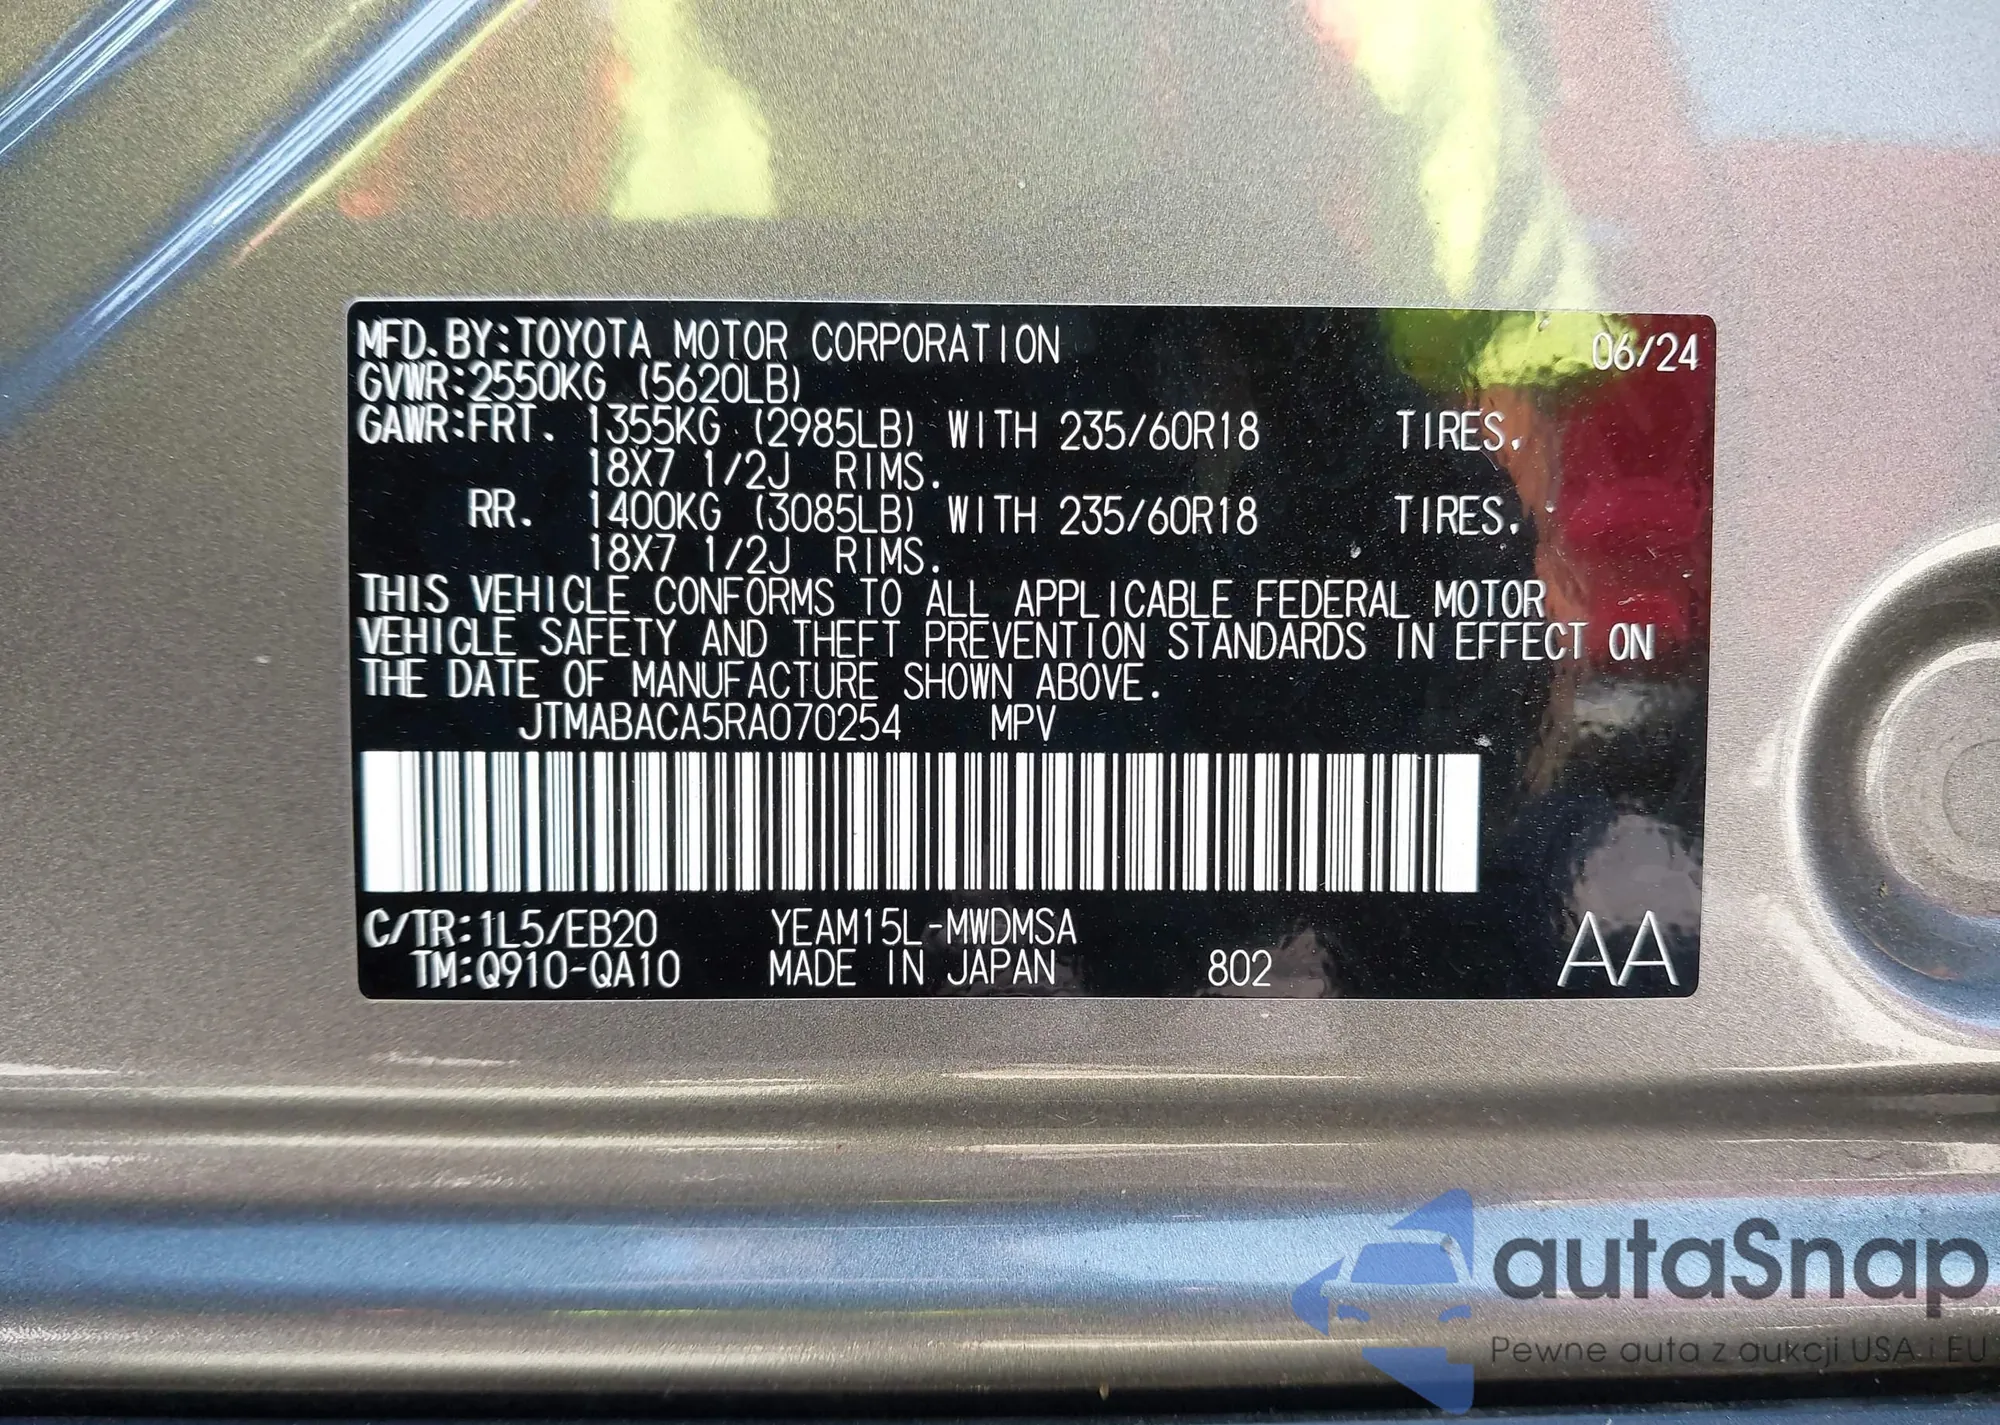 MFD.BY:TOYOTA MOTOR CORPORATION 06/24
GVWR:2550KG (5620LB)
GAWR:FRT. 1355KG (2985LB) WITH 235/60R18 TIRES,
18X7 1/2J RIMS.
RR. 1400KG (3085LB) WITH 235/60R18 TIRES,
18X7 1/2J RIMS.
THIS VEHICLE CONFORMS TO ALL APPLICABLE FEDERAL MOTOR
VEHICLE SAFETY AND THEFT PREVENTION STANDARDS IN EFFECT ON
THE DATE OF MANUFACTURE SHOWN ABOVE.
JTMABACA5RA070254 MPV
C/TR:1L5/EB20 YEAM15L-MWDMSA
TM:Q910-QA10 MADE IN JAPAN 802 AA
autaSnap
Pewne auta z aukcji USA i EU